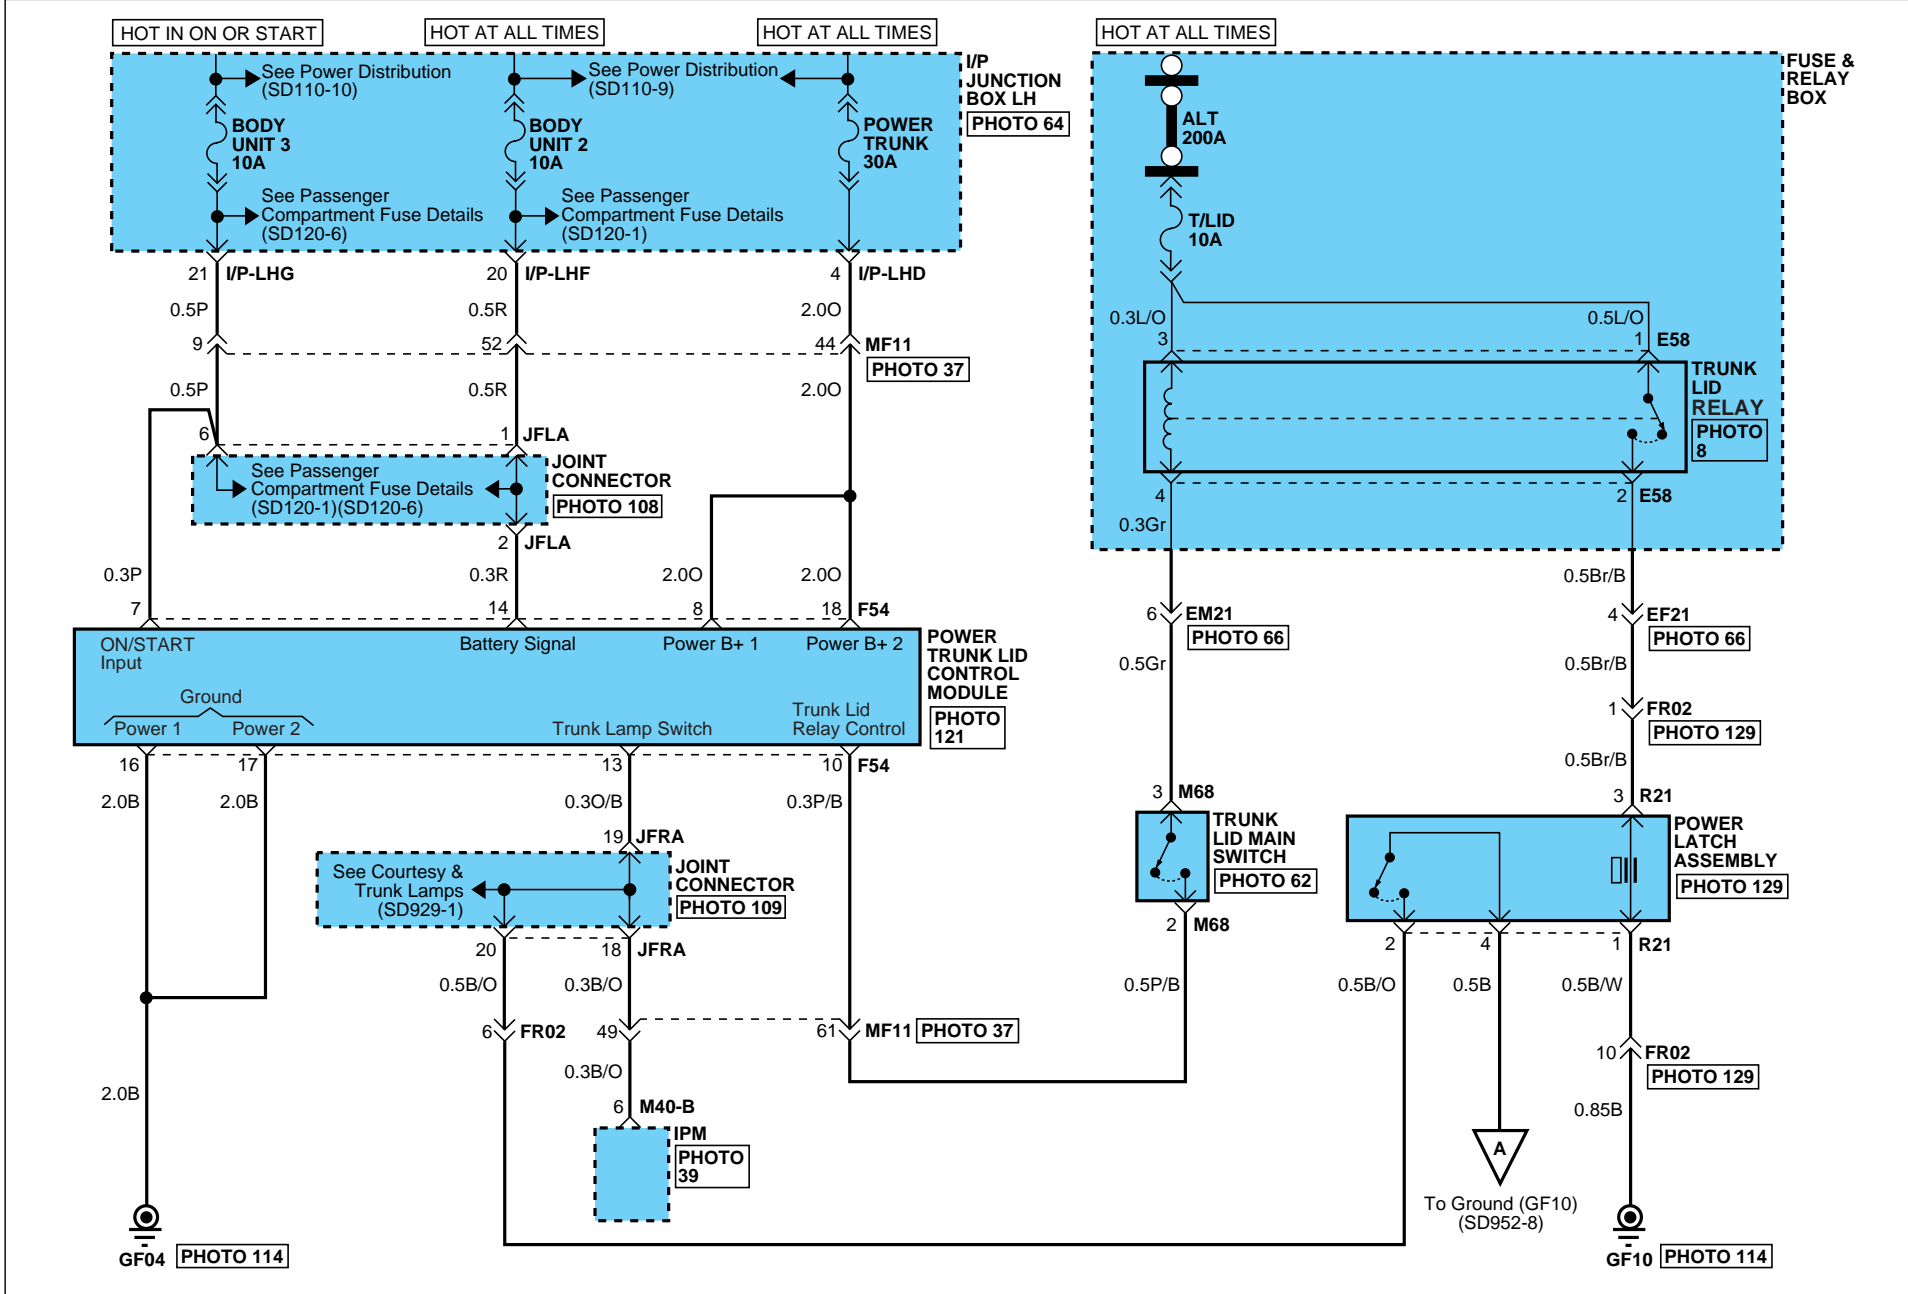 HOT IN ON OR START
HOT AT ALL TIMES
HOT AT ALL TIMES
HOT AT ALL TIMES
See Power Distribution
(SD110-10)
See Power Distribution
(SD110-9)
I/P
JUNCTION
BOX LH
PHOTO 64
BODY
UNIT 3
10A
BODY
UNIT 2
10A
POWER
TRUNK
30A
See Passenger
Compartment Fuse Details
(SD120-6)
See Passenger
Compartment Fuse Details
(SD120-1)
FUSE &
RELAY
BOX
ALT
200A
T/LID
10A
21
I/P-LHG
20
I/P-LHF
4
I/P-LHD
0.5P
0.5R
2.0O
9
52
44
MF11
PHOTO 37
0.5P
0.5R
2.0O
0.3L/O
0.5L/O
3
1
E58
TRUNK
LID
RELAY
PHOTO
8
6
1
JFLA
See Passenger
Compartment Fuse Details
(SD120-1)(SD120-6)
JOINT
CONNECTOR
PHOTO 108
2
JFLA
4
2
E58
0.3Gr
0.3P
0.3R
2.0O
2.0O
0.5Br/B
7
14
8
18
F54
6
EM21
PHOTO 66
4
EF21
PHOTO 66
ON/START
Input
Battery Signal
Power B+ 1
Power B+ 2
POWER
TRUNK LID
CONTROL
MODULE
PHOTO
121
Ground
Power 1
Power 2
Trunk Lamp Switch
Trunk Lid
Relay Control
0.5Gr
0.5Br/B
1
FR02
PHOTO 129
0.5Br/B
16
17
13
10
F54
2.0B
2.0B
0.3O/B
0.3P/B
3
M68
3
R21
19
JFRA
See Courtesy &
Trunk Lamps
(SD929-1)
JOINT
CONNECTOR
PHOTO 109
TRUNK
LID MAIN
SWITCH
PHOTO 62
POWER
LATCH
ASSEMBLY
PHOTO 129
2
M68
20
18
JFRA
2
4
1
R21
0.5B/O
0.3B/O
0.5P/B
0.5B/O
0.5B
0.5B/W
6
FR02
49
61
MF11
PHOTO 37
10
FR02
PHOTO 129
0.3B/O
2.0B
0.85B
6
M40-B
IPM
PHOTO
39
A
To Ground (GF10)
(SD952-8)
GF04
PHOTO 114
GF10
PHOTO 114